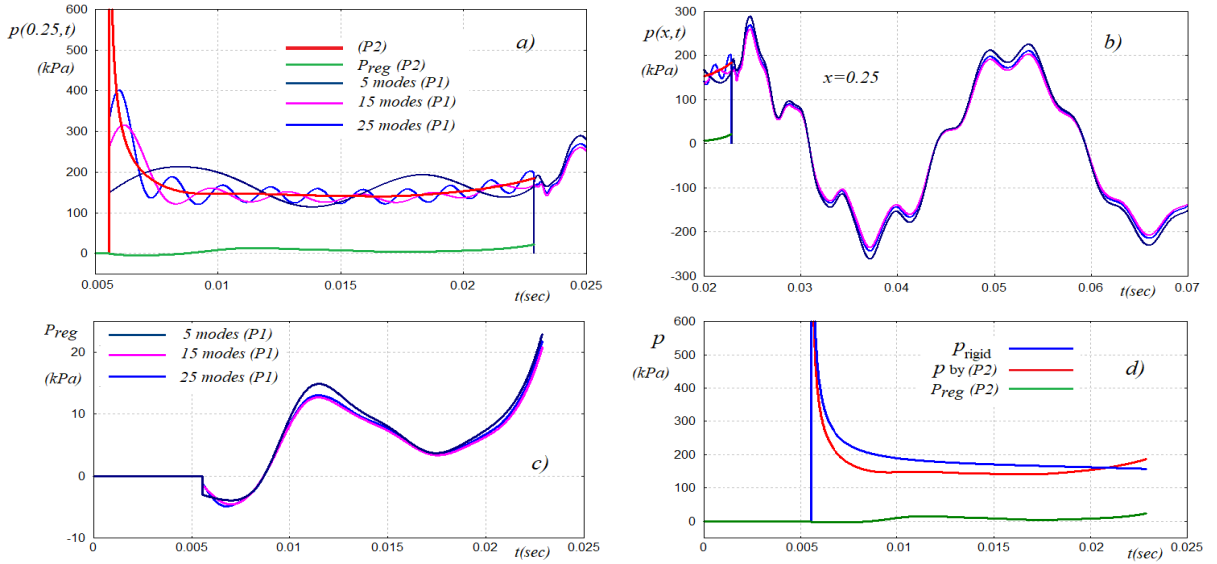 600
p(0.25,t)
500
(kPa)
400
300
200
100
0
0.005
0.01
0.015
0.02
0.025
t(sec)
a)
(P2)
Preg (P2)
5 modes (P1)
15 modes (P1)
25 modes (P1)
300
p(x,t)
200
(kPa)
100
0
-100
-200
-300
0.02
0.03
0.04
0.05
0.06
0.07
t(sec)
b)
x=0.25
Preg
20
(kPa)
10
0
-10
0
0.005
0.01
0.015
0.02
0.025
t(sec)
c)
5 modes (P1)
15 modes (P1)
25 modes (P1)
600
p
500
(kPa)
400
300
200
100
0
0
0.005
0.01
0.015
0.02
0.025
t(sec)
d)
prigid
p by (P2)
Preg (P2)